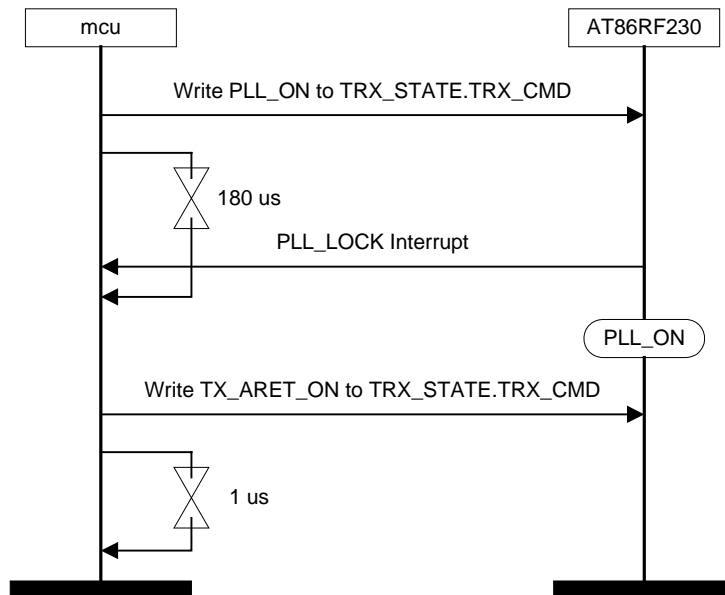 mcu
AT86RF230
Write PLL_ON to TRX_STATE.TRX_CMD
180 us
PLL_LOCK Interrupt
PLL_ON
Write TX_ARET_ON to TRX_STATE.TRX_CMD
1 us